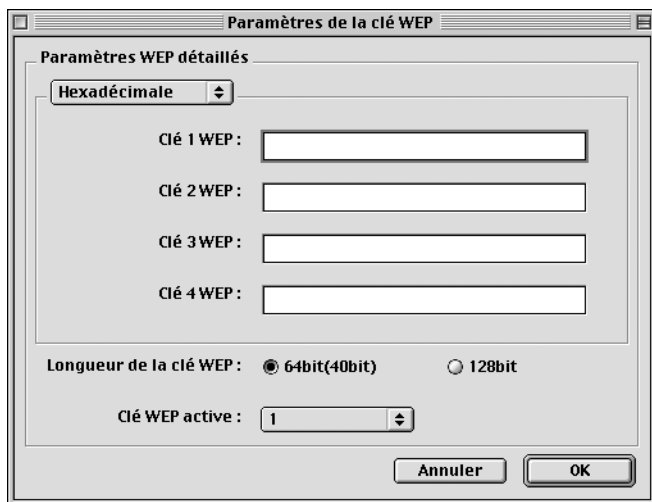 Paramètres de la clé WEP
Paramètres WEP détaillés
Hexadécimale
Clé 1 WEP :
Clé 2 WEP :
Clé 3 WEP :
Clé 4 WEP :
Longueur de la clé WEP : 64bit(40bit) 128bit
Clé WEP active : 1
Annuler OK